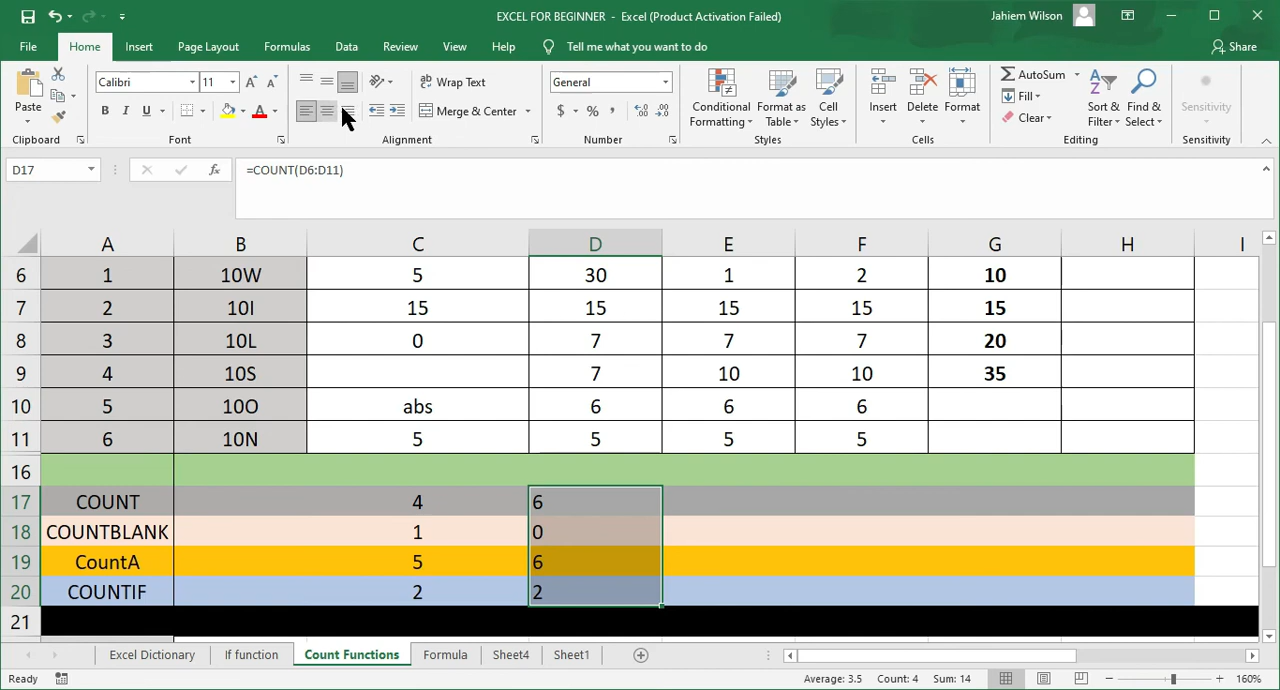 EXCEL FOR BEGINNER - Excel (Product Activation Failed)
Jahiem Wilson
File Home Insert Page Layout Formulas Data Review View Help Tell me what you want to do Share
Paste
Clipboard
Calibri 11
B I U
Font
Wrap Text
Merge & Center
Alignment
General
$ % ,
Number
Conditional Formatting
Format as Table
Cell Styles
Styles
Insert Delete Format
Cells
AutoSum
Fill
Clear
Sort & Filter
Find & Select
Editing
Sensitivity
Sensitivity
D17 fx =COUNT(D6:D11)
A B C D E F G H I
6 1 10W 5 30 1 2 10
7 2 10I 15 15 15 15 15
8 3 10L 0 7 7 7 20
9 4 10S 7 10 10 35
10 5 10O abs 6 6 6
11 6 10N 5 5 5 5
16
17 COUNT 4 6
18 COUNTBLANK 1 0
19 CountA 5 6
20 COUNTIF 2 2
21
Excel Dictionary If function Count Functions Formula Sheet4 Sheet1
Ready Average: 3.5 Count: 4 Sum: 14 160%